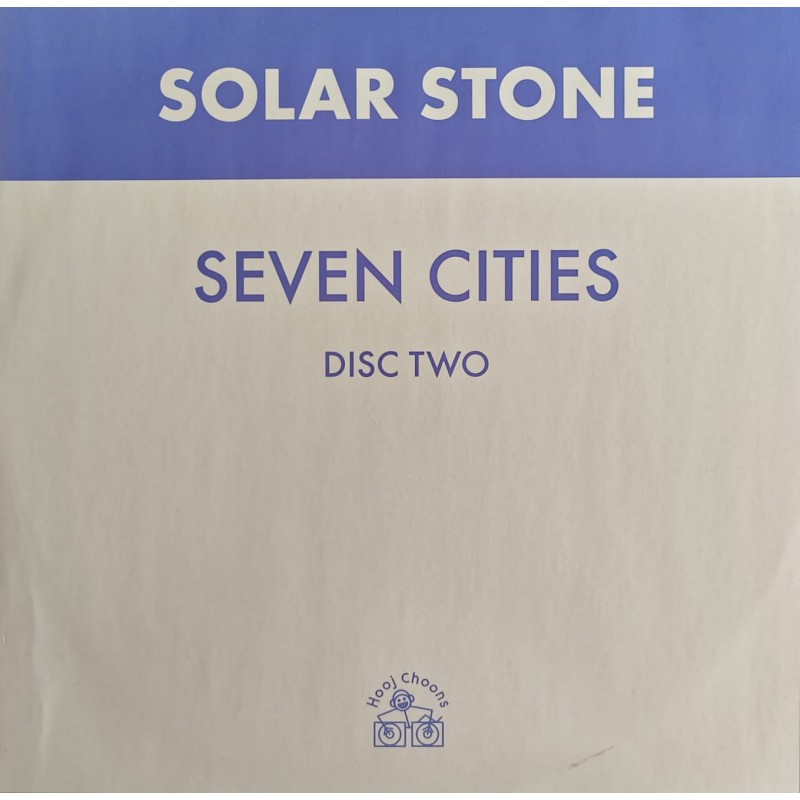 SOLAR STONE
SEVEN CITIES
DISC TWO
Hooj Choons